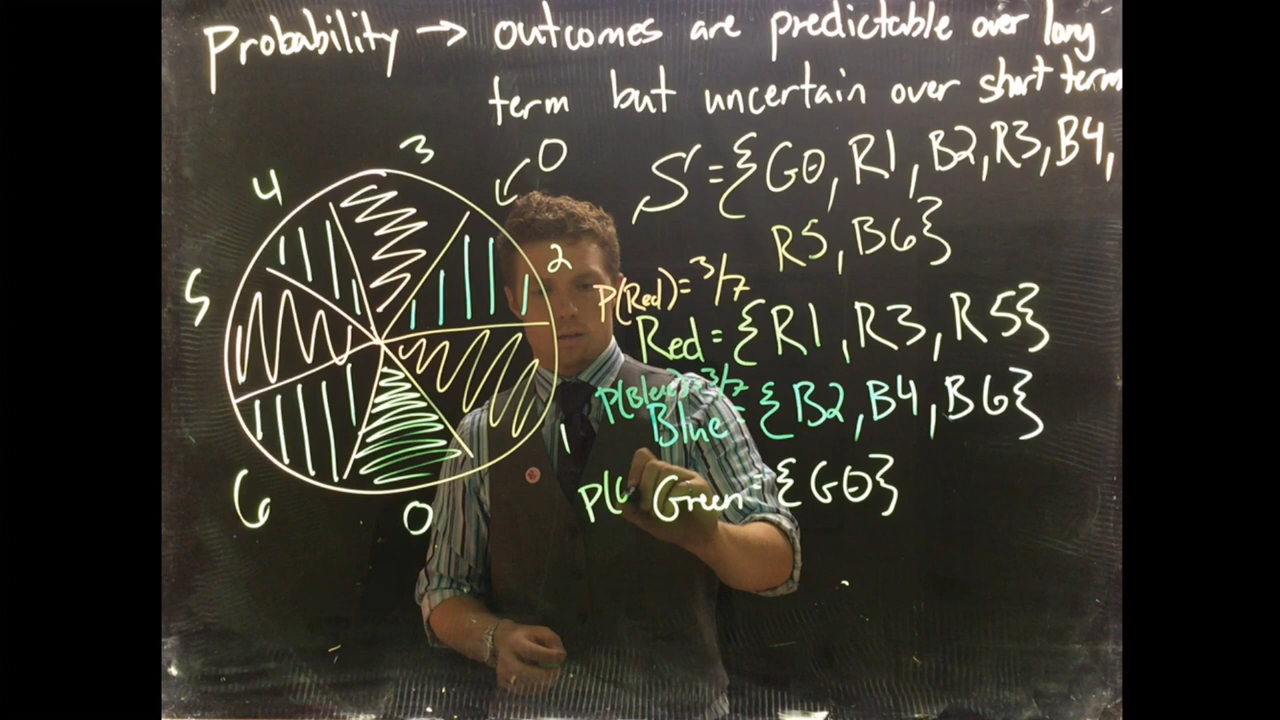 Probability → outcomes are predictable over long
term but uncertain over short term
S = {G0, R1, B2, R3, B4,
R5, B6}
P(Red) = 3/7
Red = {R1, R3, R5}
P(Blue) = 3/7
Blue = {B2, B4, B6}
P(
Green = {G0}
0
3
4
2
5
1
6
0